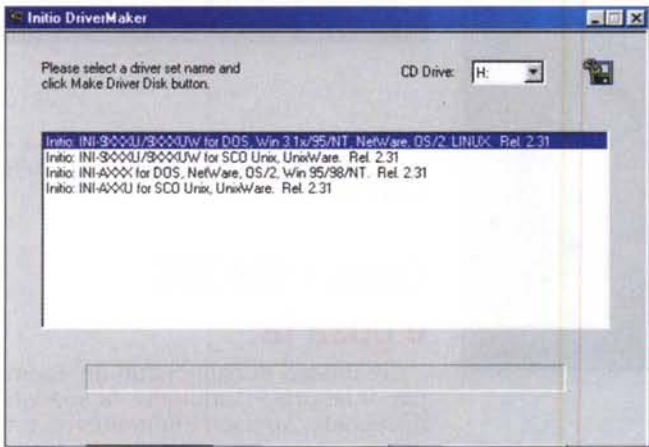 Initio DriverMaker
Please select a driver set name and
click Make Driver Disk button.
CD Drive: H:
Initio: INI-9XXXU/9XXXUW for DOS, Win 3.1x/95/NT, NetWare, OS/2, LINUX. Rel. 2.31
Initio: INI-9XXXU/9XXXUW for SCO Unix, UnixWare. Rel. 2.31
Initio: INI-AXXX for DOS, NetWare, OS/2, Win 95/98/NT. Rel. 2.31
Initio: INI-AXXU for SCO Unix, UnixWare. Rel. 2.31